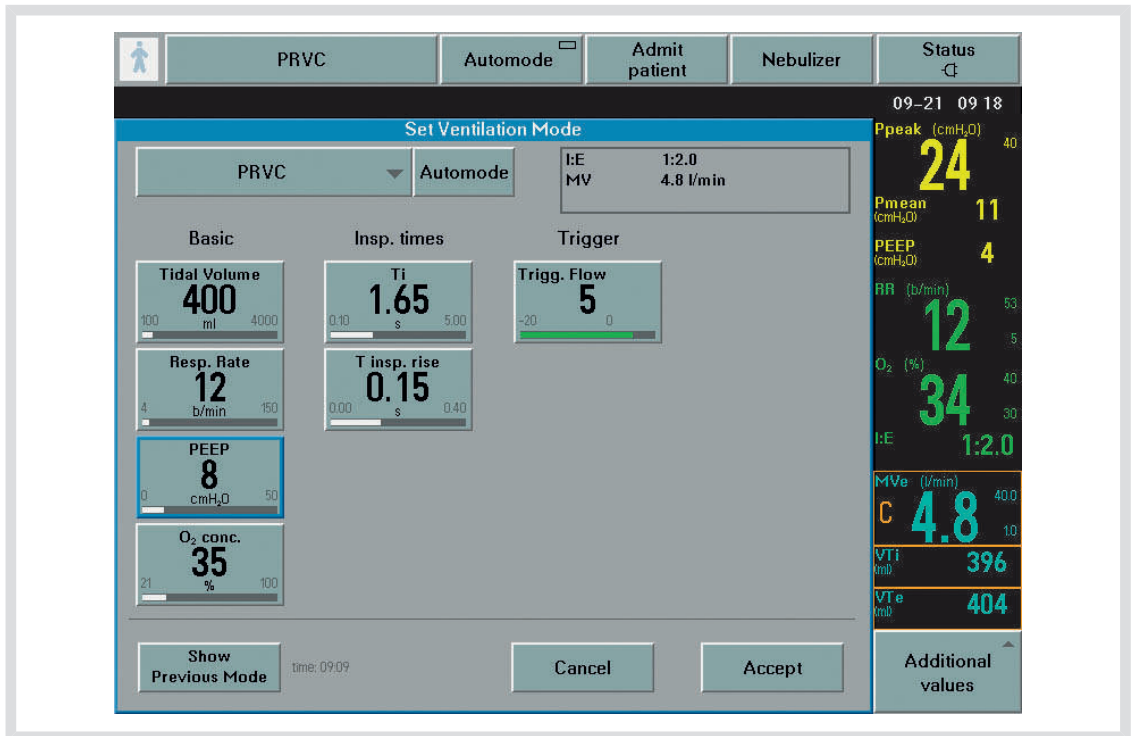 PRVC
Automode
Admit
patient
Nebulizer
Status
09-21 09 18
Set Ventilation Mode
PRVC
Automode
I:E 1:2.0
MV 4.8 l/min
Basic
Insp. times
Trigger
Tidal Volume
400
100 ml 4000
Ti
1.65
0.10 s 5.00
Trigg. Flow
5
-20 0
Resp. Rate
12
4 b/min 150
T insp. rise
0.15
0.00 s 0.40
PEEP
8
0 cmH₂O 50
O₂ conc.
35
21 % 100
Show
Previous Mode
time: 09:09
Cancel
Accept
Ppeak (cmH₂O)
40
24
Pmean
(cmH₂O)
11
PEEP
(cmH₂O)
4
RR (b/min)
53
12
5
O₂ (%)
40
34
30
I:E
1:2.0
MVe (l/min)
40.0
C 4.8
1.0
VTi
(ml)
396
VTe
(ml)
404
Additional
values